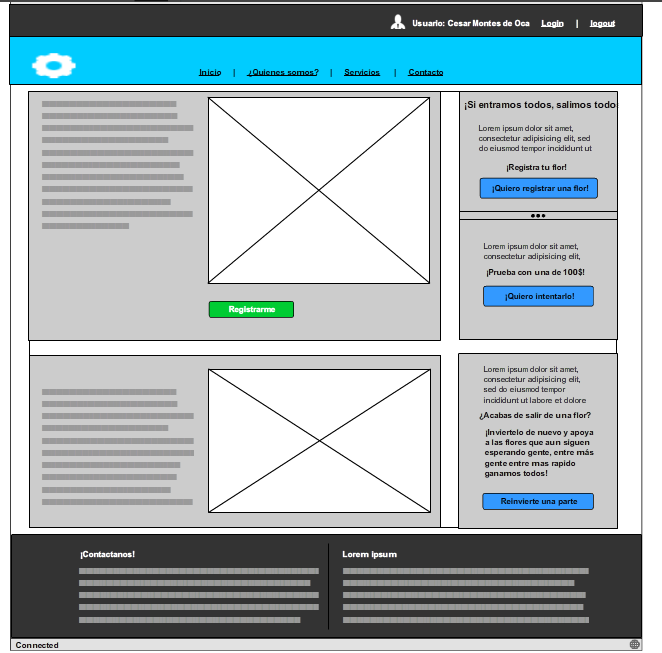 Usuario: Cesar Montes de Oca Login | logout
Inicio | ¿Quienes somos? | Servicios | Contacto
¡Si entramos todos, salimos todo
Lorem ipsum dolor sit amet,
consectetur adipisicing elit, sed
do eiusmod tempor incididunt ut
¡Registra tu flor!
¡Quiero registrar una flor!
Lorem ipsum dolor sit amet,
consectetur adipisicing elit,
¡Prueba con una de 100$!
¡Quiero intentarlo!
Registrarme
Lorem ipsum dolor sit amet,
consectetur adipisicing elit,
sed do eiusmod tempor
incididunt ut labore et dolore
¿Acabas de salir de una flor?
¡Inviertelo de nuevo y apoya
a las flores que aun siguen
esperando gente, entre más
gente entre mas rapido
ganamos todos!
Reinvierte una parte
¡Contactanos!
Lorem ipsum
Connected